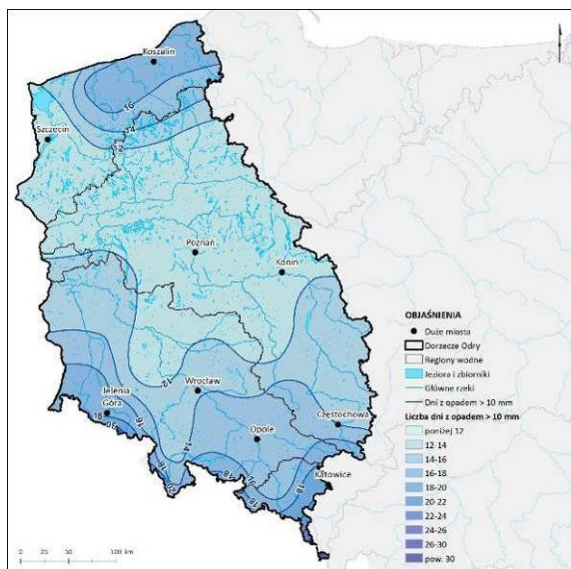 Koszalin
16
14
12
Szczecin
Poznań
Konin
12
Wrocław
Jelenia
Góra
18
16
14
Opole
Częstochowa
Katowice
18
16
OBJAŚNIENIA
Duże miasta
Dorzecze Odry
Regiony wodne
Jeziora i zbiorniki
Główne rzeki
Dni z opadem > 10 mm
Liczba dni z opadem > 10 mm
poniżej 12
12-14
14-16
16-18
18-20
20-22
22-24
24-26
26-30
pow. 30
0 25 50 100 km